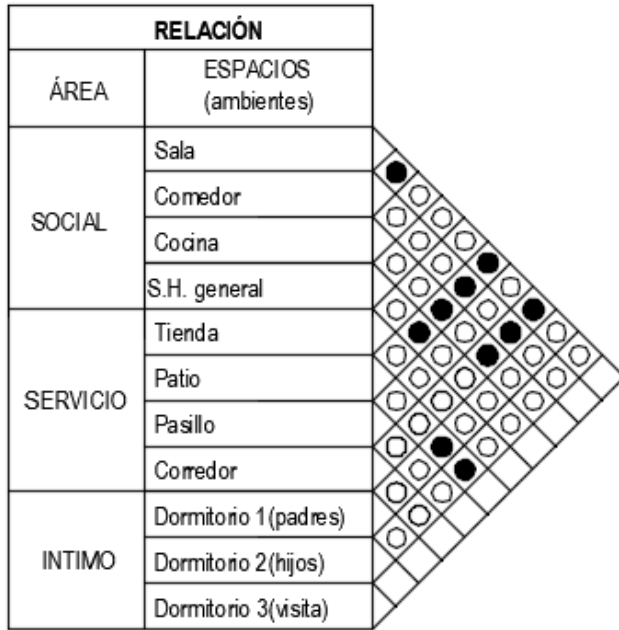 RELACIÓN
ÁREA
ESPACIOS
(ambientes)
SOCIAL
Sala
Comedor
Cocina
S.H. general
SERVICIO
Tienda
Patio
Pasillo
Corredor
INTIMO
Dormitorio 1(padres)
Dormitorio 2(hijos)
Dormitorio 3(visita)